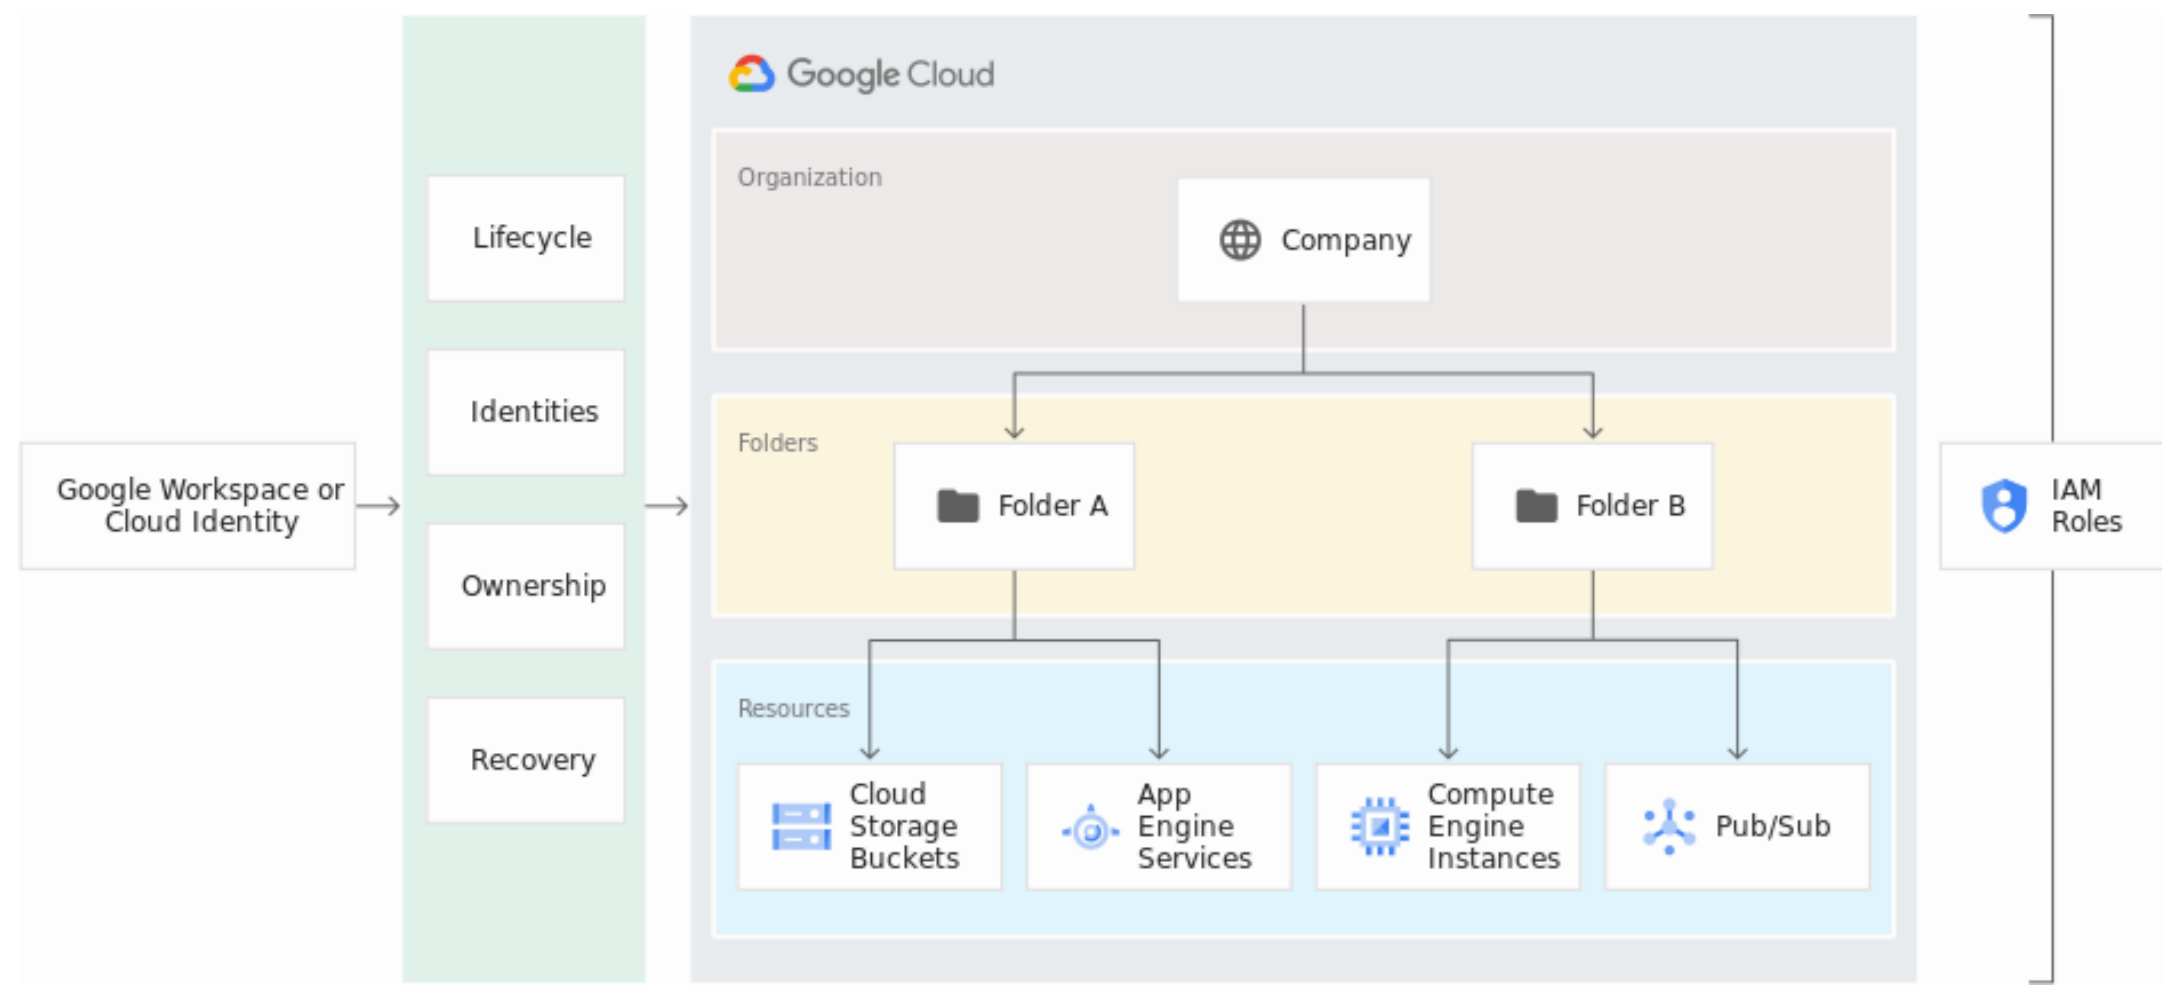 Google Cloud
Organization
Company
Lifecycle
Identities
Folders
Folder A
Folder B
Google Workspace or
Cloud Identity
IAM
Roles
Ownership
Recovery
Resources
Cloud
Storage
Buckets
App
Engine
Services
Compute
Engine
Instances
Pub/Sub